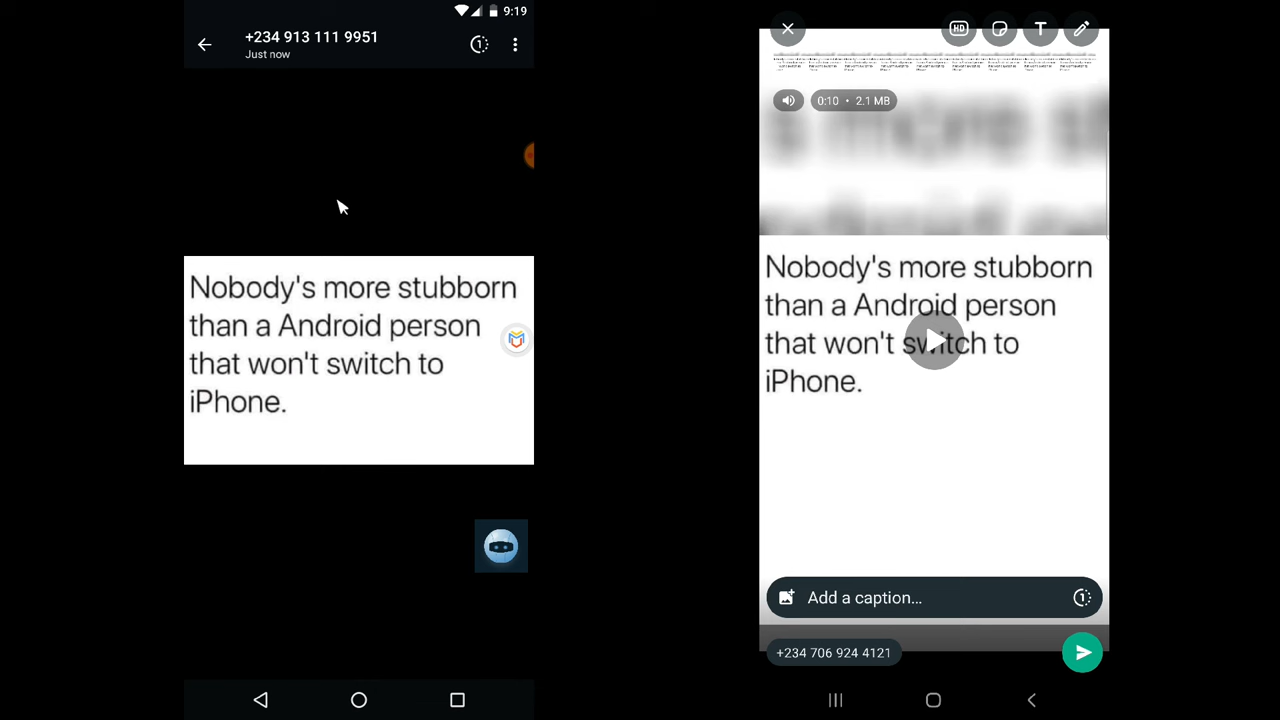 9:19
+234 913 111 9951
Just now
Nobody's more stubborn
than a Android person
that won't switch to
iPhone.
HD
T
0:10 • 2.1 MB
s more st
Nobody's more stubborn
than a Android person
that won't switch to
iPhone.
Add a caption...
+234 706 924 4121